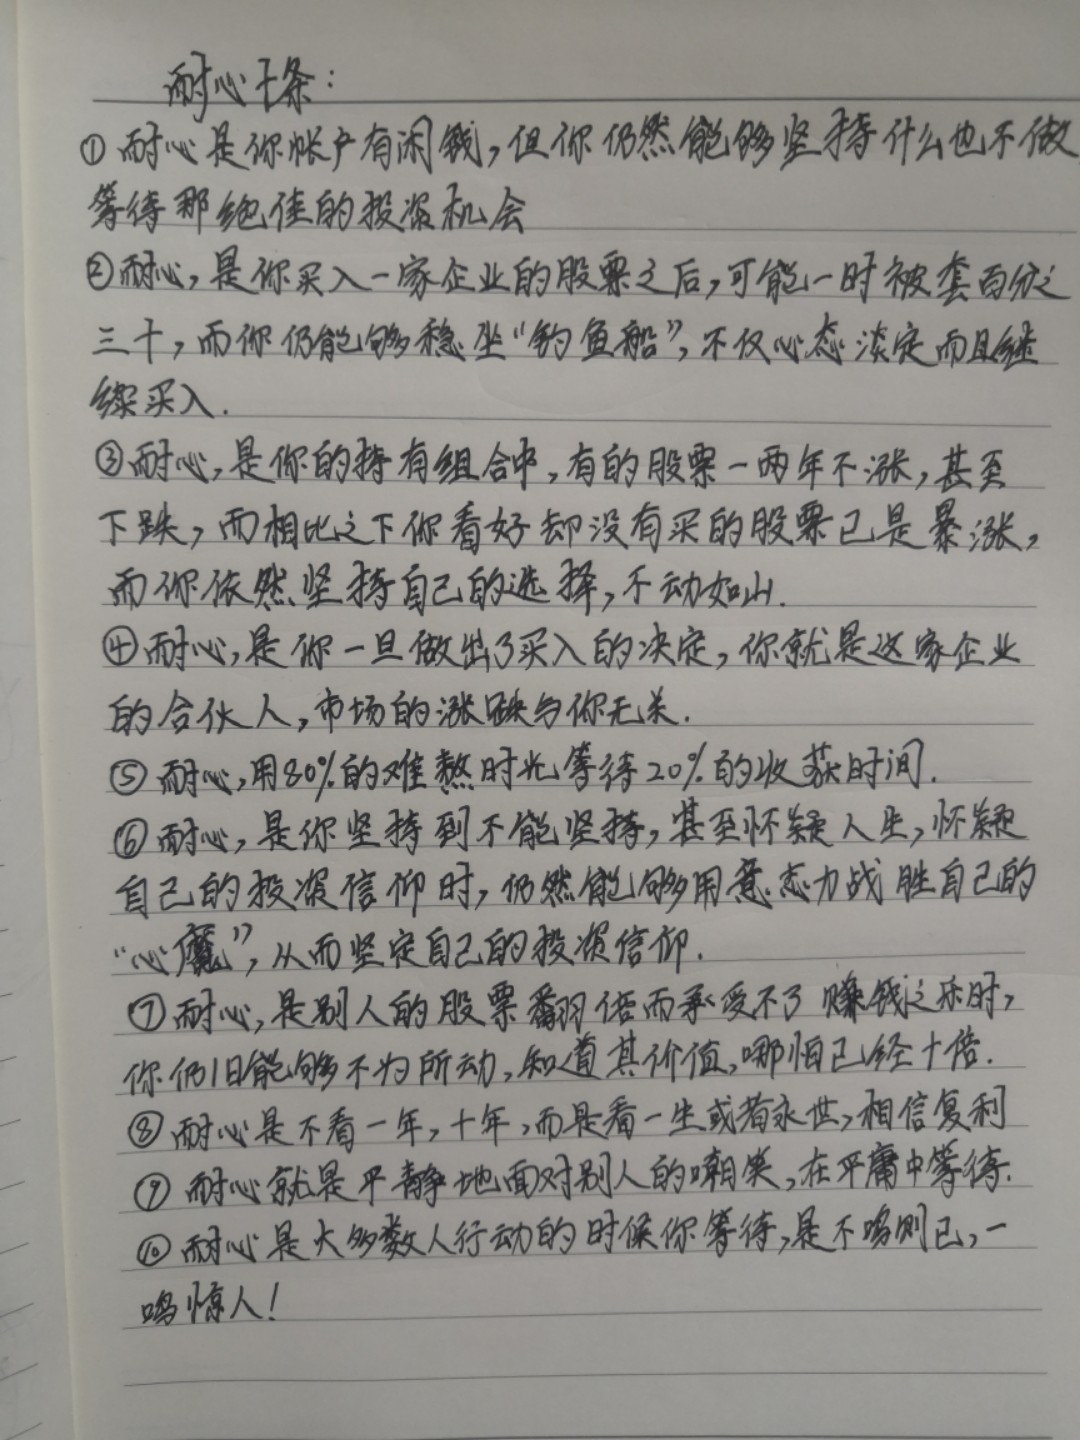 耐心十条：
①耐心是你帐户有闲钱，但你仍然能够坚持什么也不做
等待那绝佳的投资机会
②耐心，是你买入一家企业的股票之后，可能一时被套百分之
三十，而你仍能够稳坐“钓鱼船”，不仅心态淡定而且继
续买入．
③耐心，是你的持有组合中，有的股票一两年不涨，甚至
下跌，而相比之下你看好却没有买的股票已是暴涨，
而你依然坚持自己的选择，不动如山．
④耐心，是你一旦做出了买入的决定，你就是这家企业
的合伙人，市场的涨跌与你无关．
⑤耐心，用80%的难熬时光等待20%的收获时间．
⑥耐心，是你坚持到不能坚持，甚至怀疑人生，怀疑
自己的投资信仰时，仍然能够用意志力战胜自己的
“心魔”，从而坚定自己的投资信仰．
⑦耐心，是别人的股票翻倍而承受不了赚钱之乐时，
你仍旧能够不为所动，知道其价值，哪怕已经十倍．
⑧耐心是不看一年，十年，而是看一生或者永世，相信复利
⑨耐心就是平静地面对别人的嘲笑，在平庸中等待．
⑩耐心是大多数人行动的时候你等待，是不鸣则已，一
鸣惊人！